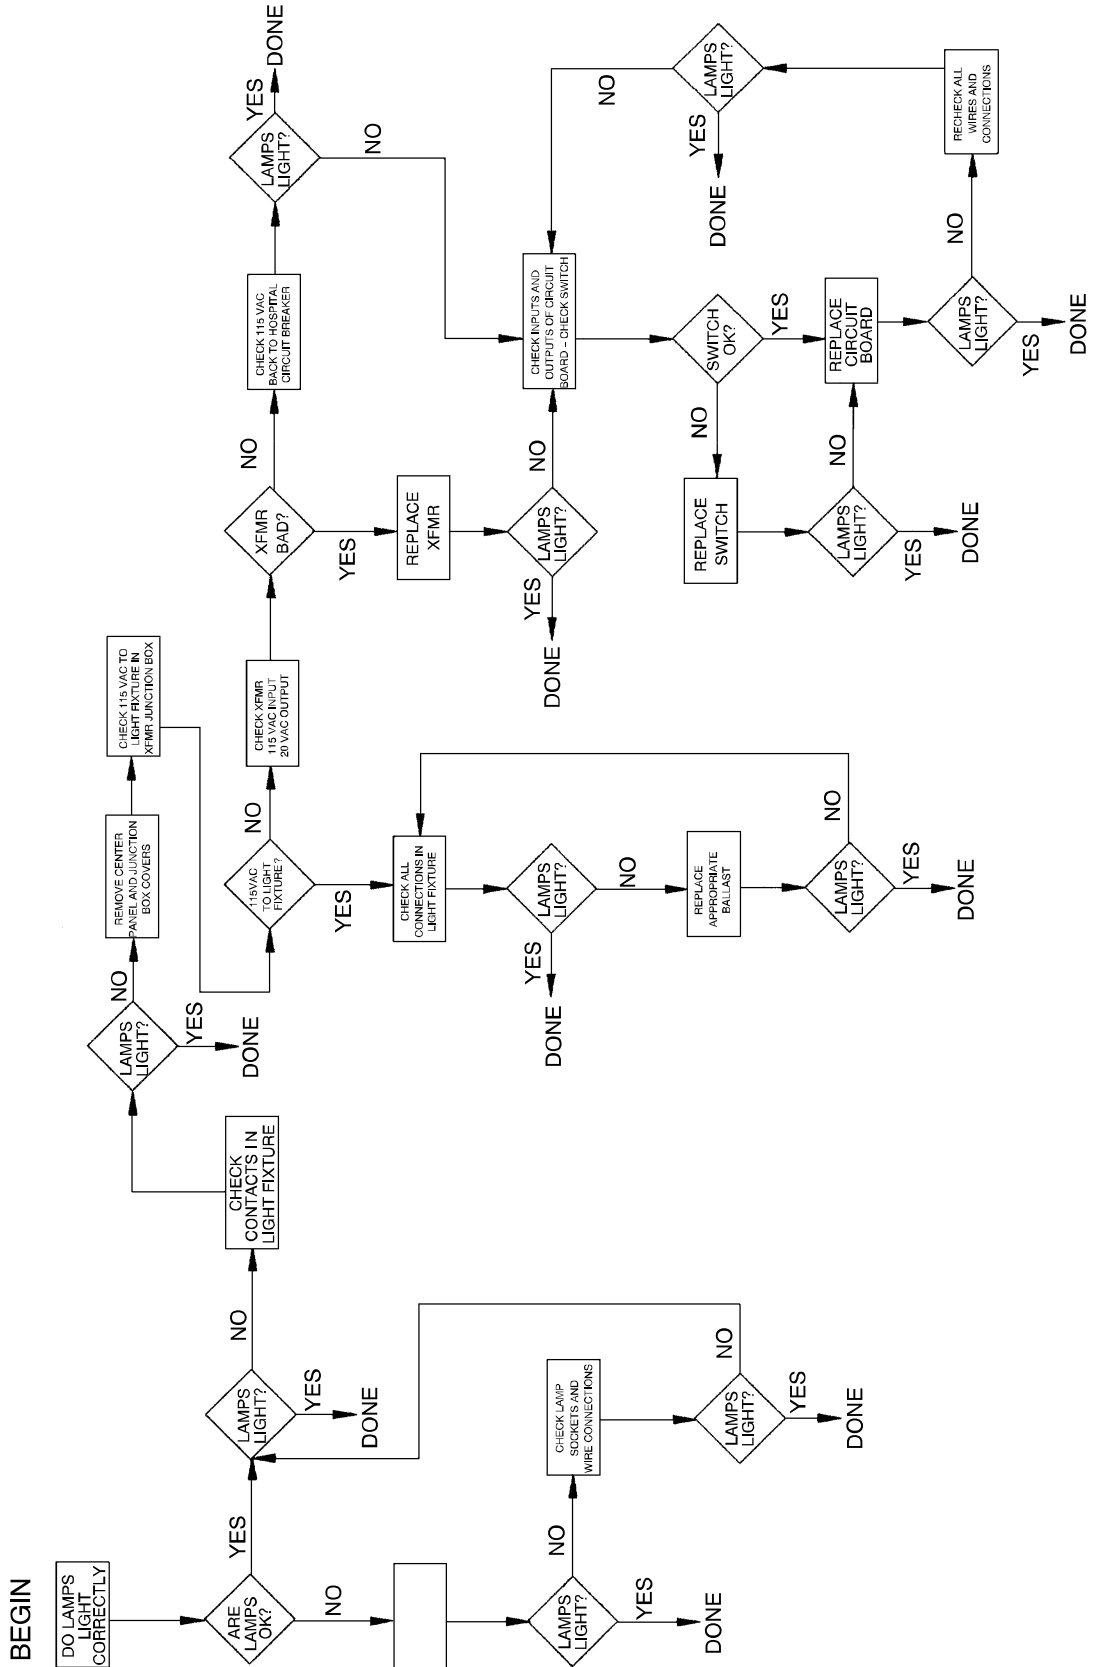 BEGIN
DO LAMPS
LIGHT
CORRECTLY
ARE
LAMPS
OK?
YES
NO
LAMPS
LIGHT?
YES
DONE
NO
CHECK LAMP
SOCKETS AND
WIRE CONNECTIONS
LAMPS
LIGHT?
YES
DONE
NO
LAMPS
LIGHT?
YES
DONE
NO
CHECK
CONTACTS IN
LIGHT FIXTURE
LAMPS
LIGHT?
YES
DONE
NO
REMOVE CENTER
PANEL AND JUNCTION
BOX COVERS
CHECK 115 VAC TO
LIGHT FIXTURE IN
XFMR JUNCTION BOX
115VAC
TO LIGHT
FIXTURE?
YES
CHECK ALL
CONNECTIONS IN
LIGHT FIXTURE
LAMPS
LIGHT?
YES
DONE
NO
REPLACE
APPROPRIATE
BALLAST
LAMPS
LIGHT?
YES
DONE
NO
NO
CHECK XFMR
115 VAC INPUT
20 VAC OUTPUT
XFMR
BAD?
YES
REPLACE
XFMR
LAMPS
LIGHT?
YES
DONE
NO
NO
CHECK 115 VAC
BACK TO HOSPITAL
CIRCUIT BREAKER
LAMPS
LIGHT?
YES
DONE
NO
CHECK INPUTS AND
OUTPUTS OF CIRCUIT
BOARD – CHECK SWITCH
SWITCH
OK?
NO
REPLACE
SWITCH
LAMPS
LIGHT?
YES
DONE
NO
YES
REPLACE
CIRCUIT
BOARD
LAMPS
LIGHT?
YES
DONE
NO
RECHECK ALL
WIRES AND
CONNECTIONS
LAMPS
LIGHT?
YES
DONE
NO